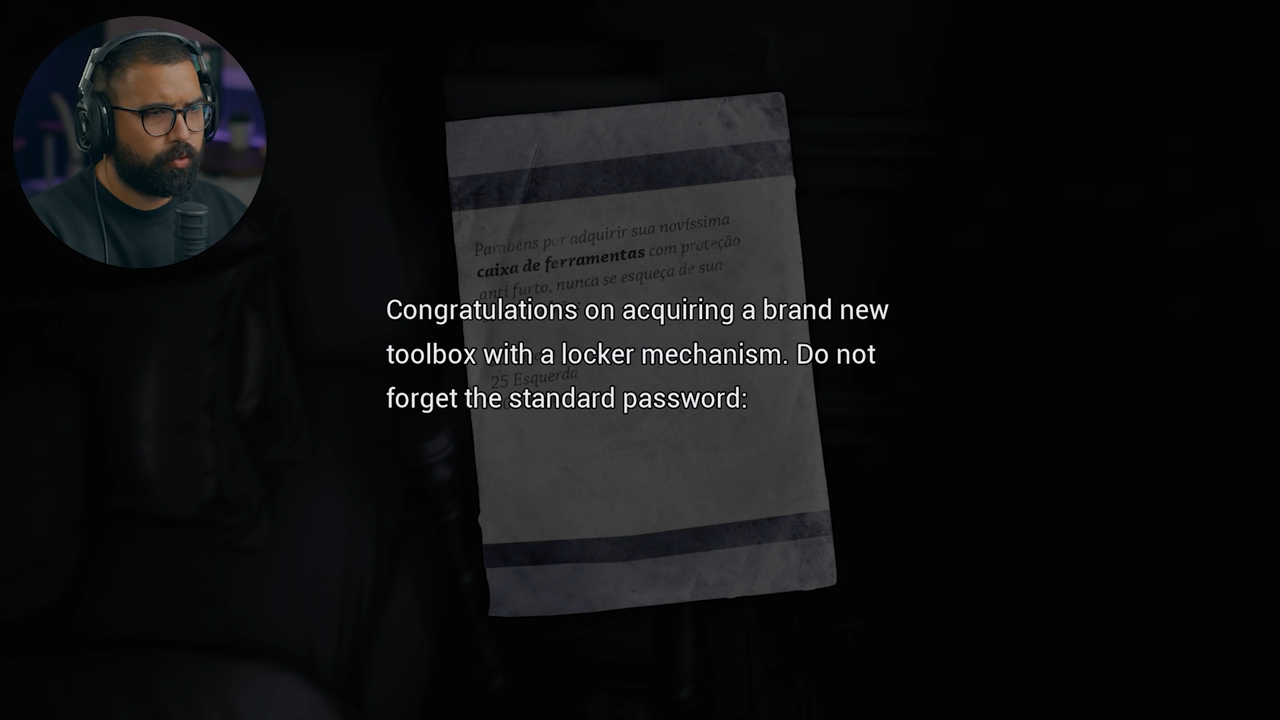 Parabéns por adquirir sua novíssima
caixa de ferramentas com proteção
anti furto, nunca se esqueça de sua
Congratulations on acquiring a brand new
toolbox with a locker mechanism. Do not
25 Esquerda
forget the standard password: